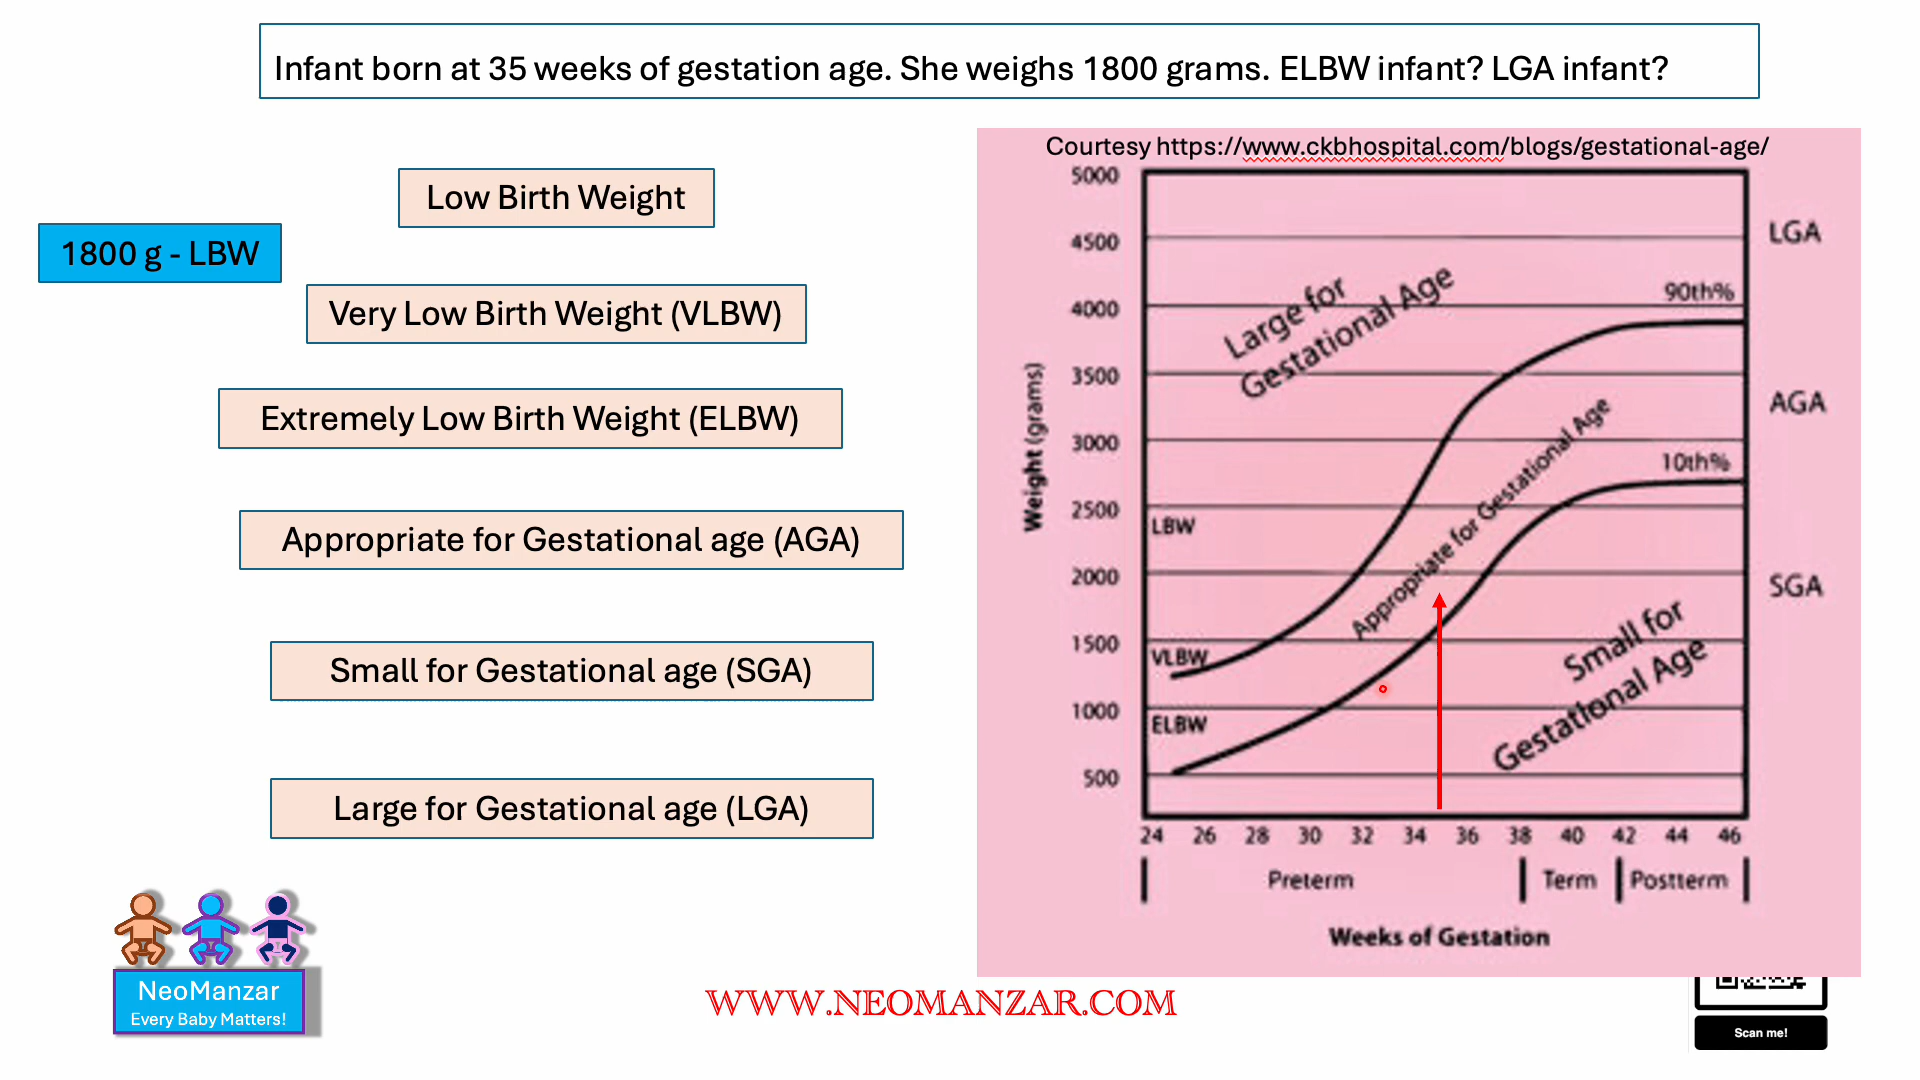 Infant born at 35 weeks of gestation age. She weighs 1800 grams. ELBW infant? LGA infant?
Low Birth Weight
1800 g - LBW
Very Low Birth Weight (VLBW)
Extremely Low Birth Weight (ELBW)
Appropriate for Gestational age (AGA)
Small for Gestational age (SGA)
Large for Gestational age (LGA)
NeoManzar
Every Baby Matters!
WWW.NEOMANZAR.COM
Courtesy https://www.ckbhospital.com/blogs/gestational-age/
5000
4500
4000
3500
3000
2500
2000
1500
1000
500
Weight (grams)
LGA
AGA
SGA
90th%
10th%
Large for
Gestational Age
Appropriate for Gestational Age
Small for
Gestational Age
LBW
VLBW
ELBW
24 26 28 30 32 34 36 38 40 42 44 46
Preterm Term Postterm
Weeks of Gestation
Scan me!